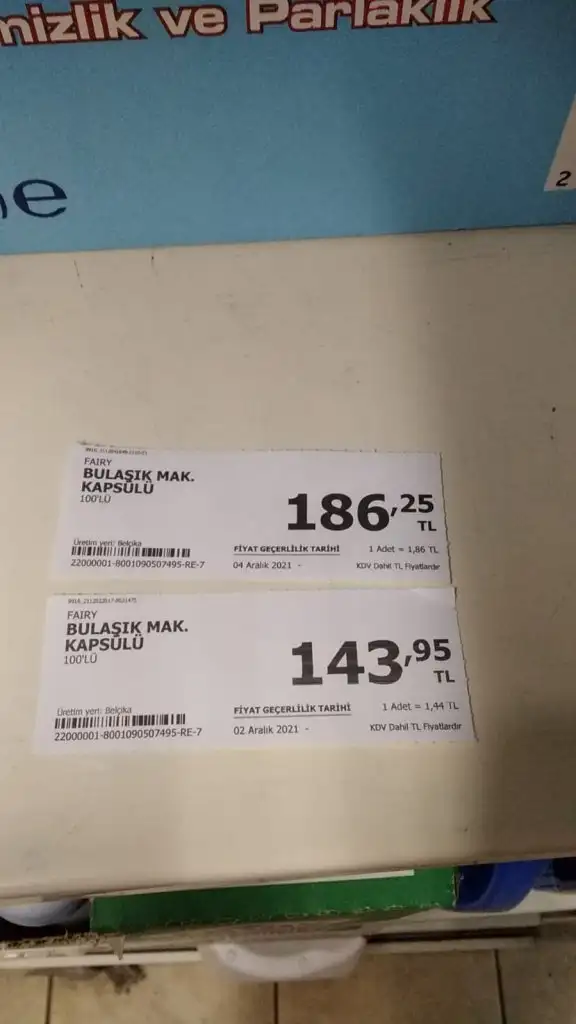 mizlik ve Parlaklık
ne
2
FAIRY
BULAŞIK MAK.
KAPSÜLÜ
100'LÜ
186,25
TL
Üretim yeri: Belçika
FİYAT GEÇERLİLİK TARİHİ
1 Adet = 1,86 TL
22000001-8001090507495-RE-7
04 Aralık 2021 -
KDV Dahil TL Fiyatlardır
FAIRY
BULAŞIK MAK.
KAPSÜLÜ
100'LÜ
143,95
TL
Üretim yeri: Belçika
FİYAT GEÇERLİLİK TARİHİ
1 Adet = 1,44 TL
22000001-8001090507495-RE-7
02 Aralık 2021 -
KDV Dahil TL Fiyatlardır